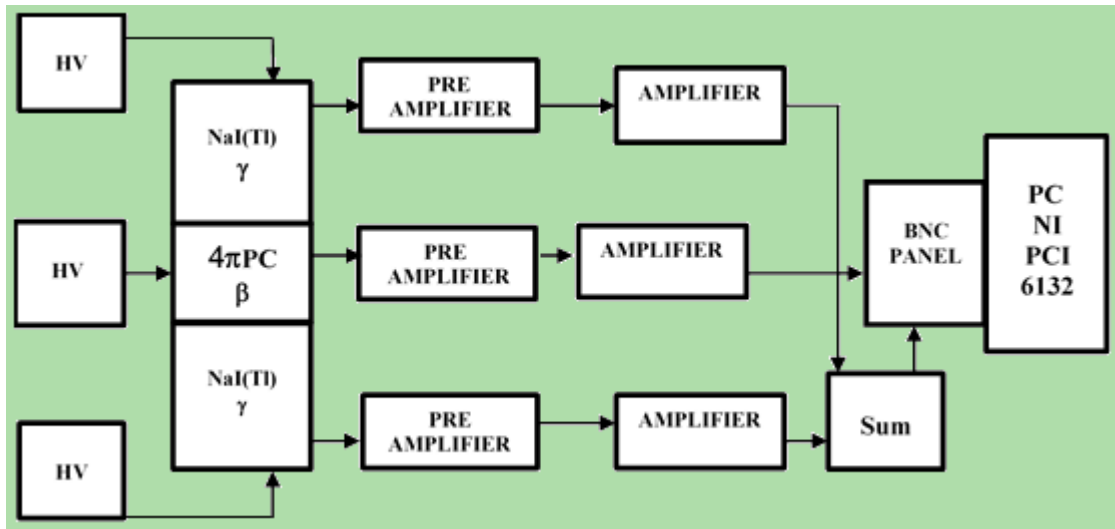 HV
NaI(Tl)
γ
PRE
AMPLIFIER
AMPLIFIER
HV
4πPC
β
PRE
AMPLIFIER
AMPLIFIER
BNC
PANEL
PC
NI
PCI
6132
HV
NaI(Tl)
γ
PRE
AMPLIFIER
AMPLIFIER
Sum